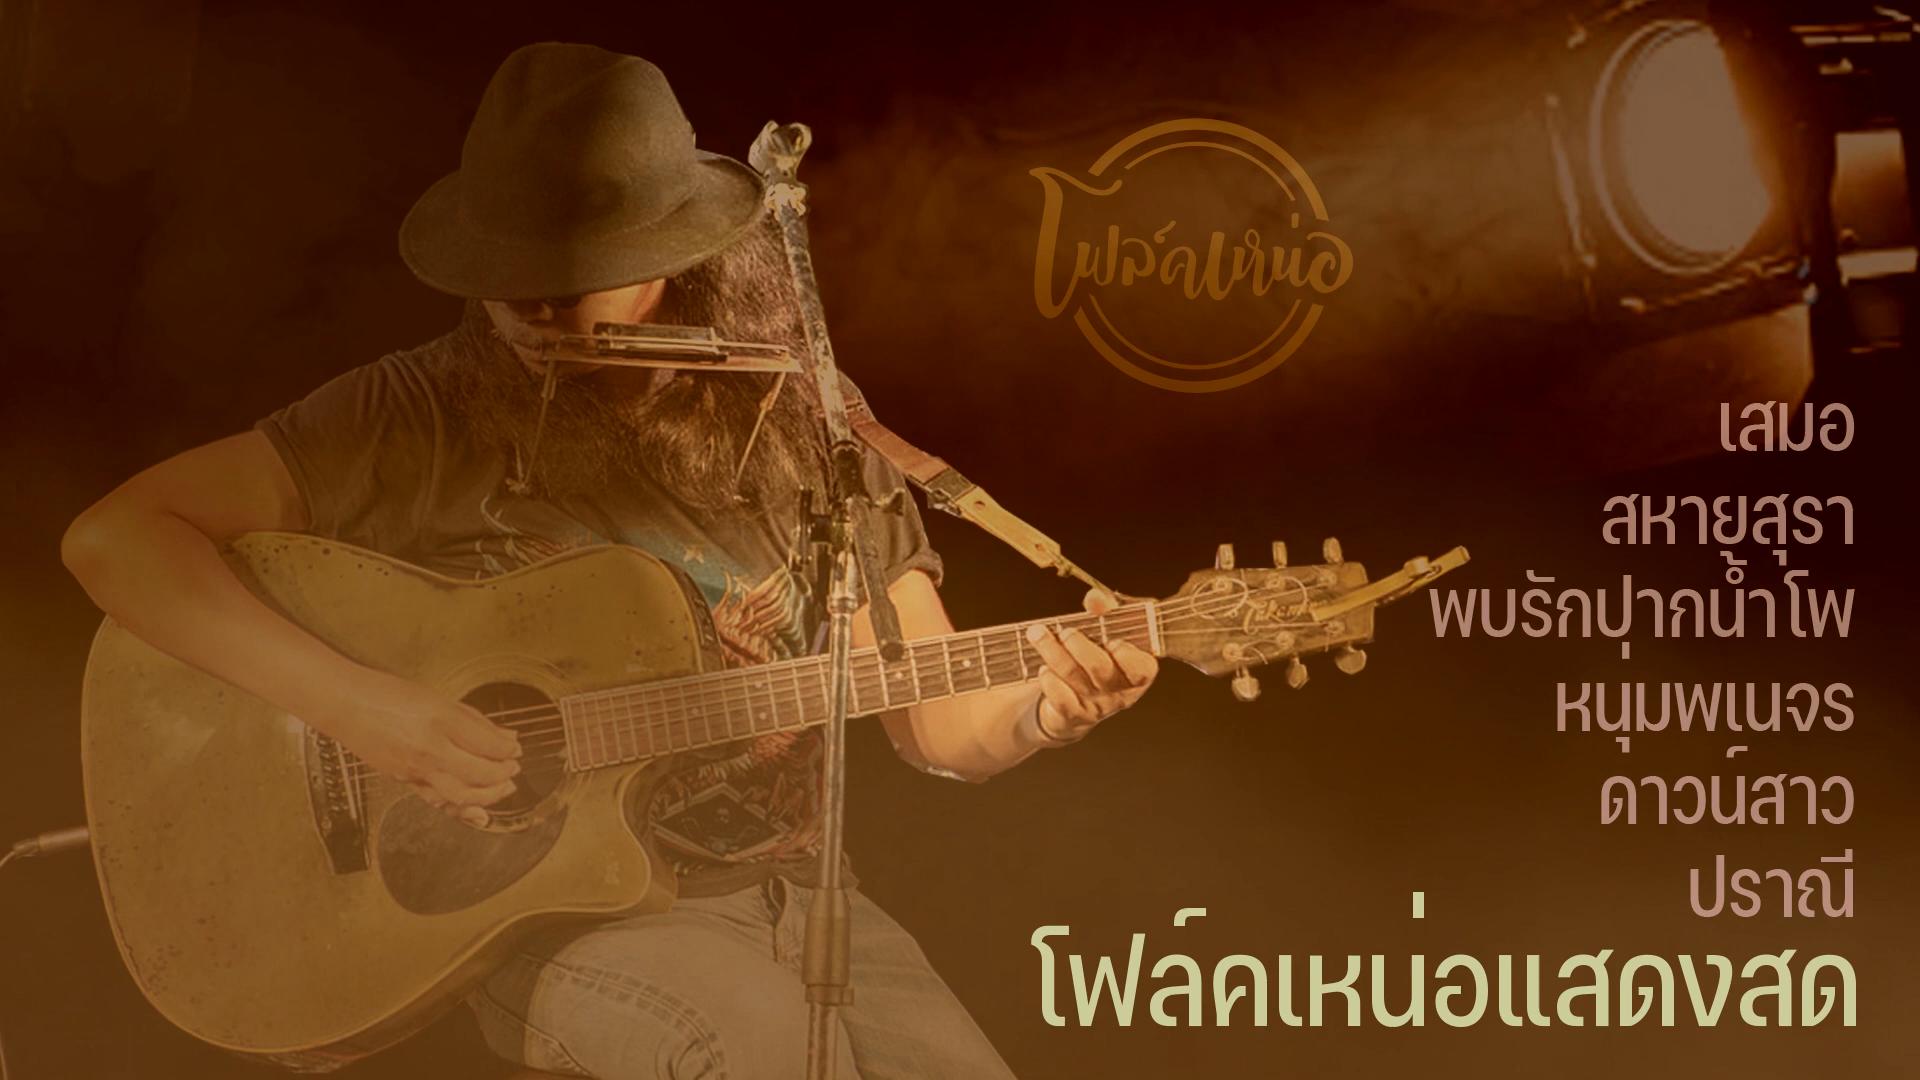 โฟล์คเหน่อ
เสมอ
สหายสุรา
พบรักปากน้ำโพ
หนุ่มพเนจร
ดาวน์สาว
ปราณี
โฟล์คเหน่อแสดงสด